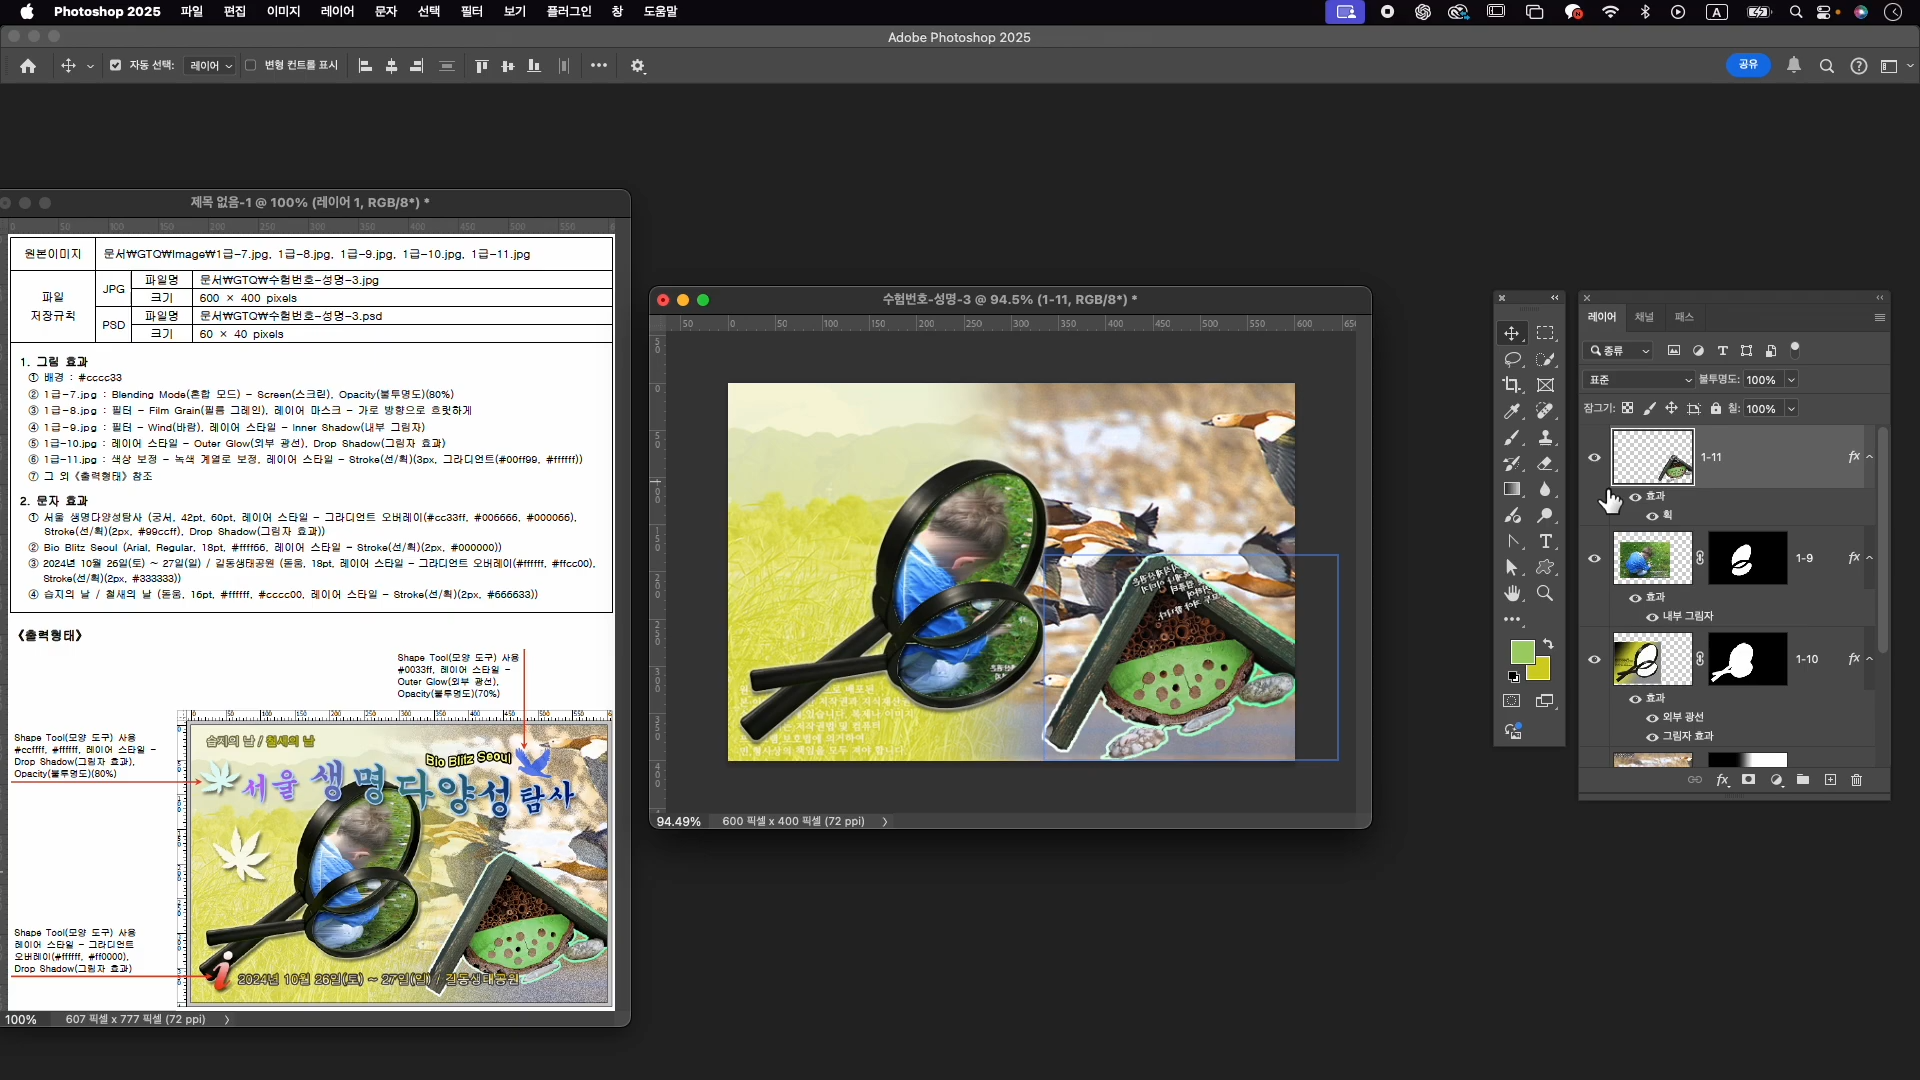 Photoshop 2025 파일 편집 이미지 레이어 문자 선택 필터 보기 플러그인 창 도움말
Adobe Photoshop 2025
자동 선택: 레이어 변형 컨트롤 표시
공유
제목 없음-1 @ 100% (레이어 1, RGB/8*) *
원본이미지 문서₩GTQ₩Image₩1급-7.jpg, 1급-8.jpg, 1급-9.jpg, 1급-10.jpg, 1급-11.jpg
파일
저장규칙
JPG
파일명 문서₩GTQ₩수험번호-성명-3.jpg
크기 600 × 400 pixels
PSD
파일명 문서₩GTQ₩수험번호-성명-3.psd
크기 60 × 40 pixels
1. 그림 효과
① 배경 : #cccc33
② 1급-7.jpg : Blending Mode(혼합 모드) - Screen(스크린), Opacity(불투명도)(80%)
③ 1급-8.jpg : 필터 - Film Grain(필름 그레인), 레이어 마스크 - 가로 방향으로 흐릿하게
④ 1급-9.jpg : 필터 - Wind(바람), 레이어 스타일 - Inner Shadow(내부 그림자)
⑤ 1급-10.jpg : 레이어 스타일 - Outer Glow(외부 광선), Drop Shadow(그림자 효과)
⑥ 1급-11.jpg : 색상 보정 - 녹색 계열로 보정, 레이어 스타일 - Stroke(선/획)(3px, 그라디언트(#00ff99, #ffffff))
⑦ 그 외《출력형태》참조
2. 문자 효과
① 서울 생명다양성탐사 (궁서, 42pt, 60pt, 레이어 스타일 - 그라디언트 오버레이(#cc33ff, #006666, #000066),
Stroke(선/획)(2px, #99ccff), Drop Shadow(그림자 효과))
② Bio Blitz Seoul (Arial, Regular, 18pt, #ffff66, 레이어 스타일 - Stroke(선/획)(2px, #000000))
③ 2024년 10월 26일(토) ~ 27일(일) / 길동생태공원 (돋움, 18pt, 레이어 스타일 - 그라디언트 오버레이(#ffffff, #ffcc00),
Stroke(선/획)(2px, #333333))
④ 습지의 날 / 철새의 날 (돋움, 16pt, #ffffff, #cccc00, 레이어 스타일 - Stroke(선/획)(2px, #666633))
《출력형태》
Shape Tool(모양 도구) 사용
#0033ff, 레이어 스타일 -
Outer Glow(외부 광선),
Opacity(불투명도)(70%)
Shape Tool(모양 도구) 사용
#ccffff, #ffffff, 레이어 스타일 -
Drop Shadow(그림자 효과),
Opacity(불투명도)(80%)
습지의 날 / 철새의 날
Bio Blitz Seoul
서울 생명다양성탐사
Shape Tool(모양 도구) 사용
레이어 스타일 - 그라디언트
오버레이(#ffffff, #ff0000),
Drop Shadow(그림자 효과)
2024년 10월 26일(토) ~ 27일(일) / 길동생태공원
100% 607 픽셀 x 777 픽셀 (72 ppi)
수험번호-성명-3 @ 94.5% (1-11, RGB/8*) *
94.49% 600 픽셀 x 400 픽셀 (72 ppi)
레이어 채널 패스
종류
표준 불투명도: 100%
잠그기: 칠: 100%
1-11 fx
효과
획
1-9 fx
효과
내부 그림자
1-10 fx
효과
외부 광선
그림자 효과